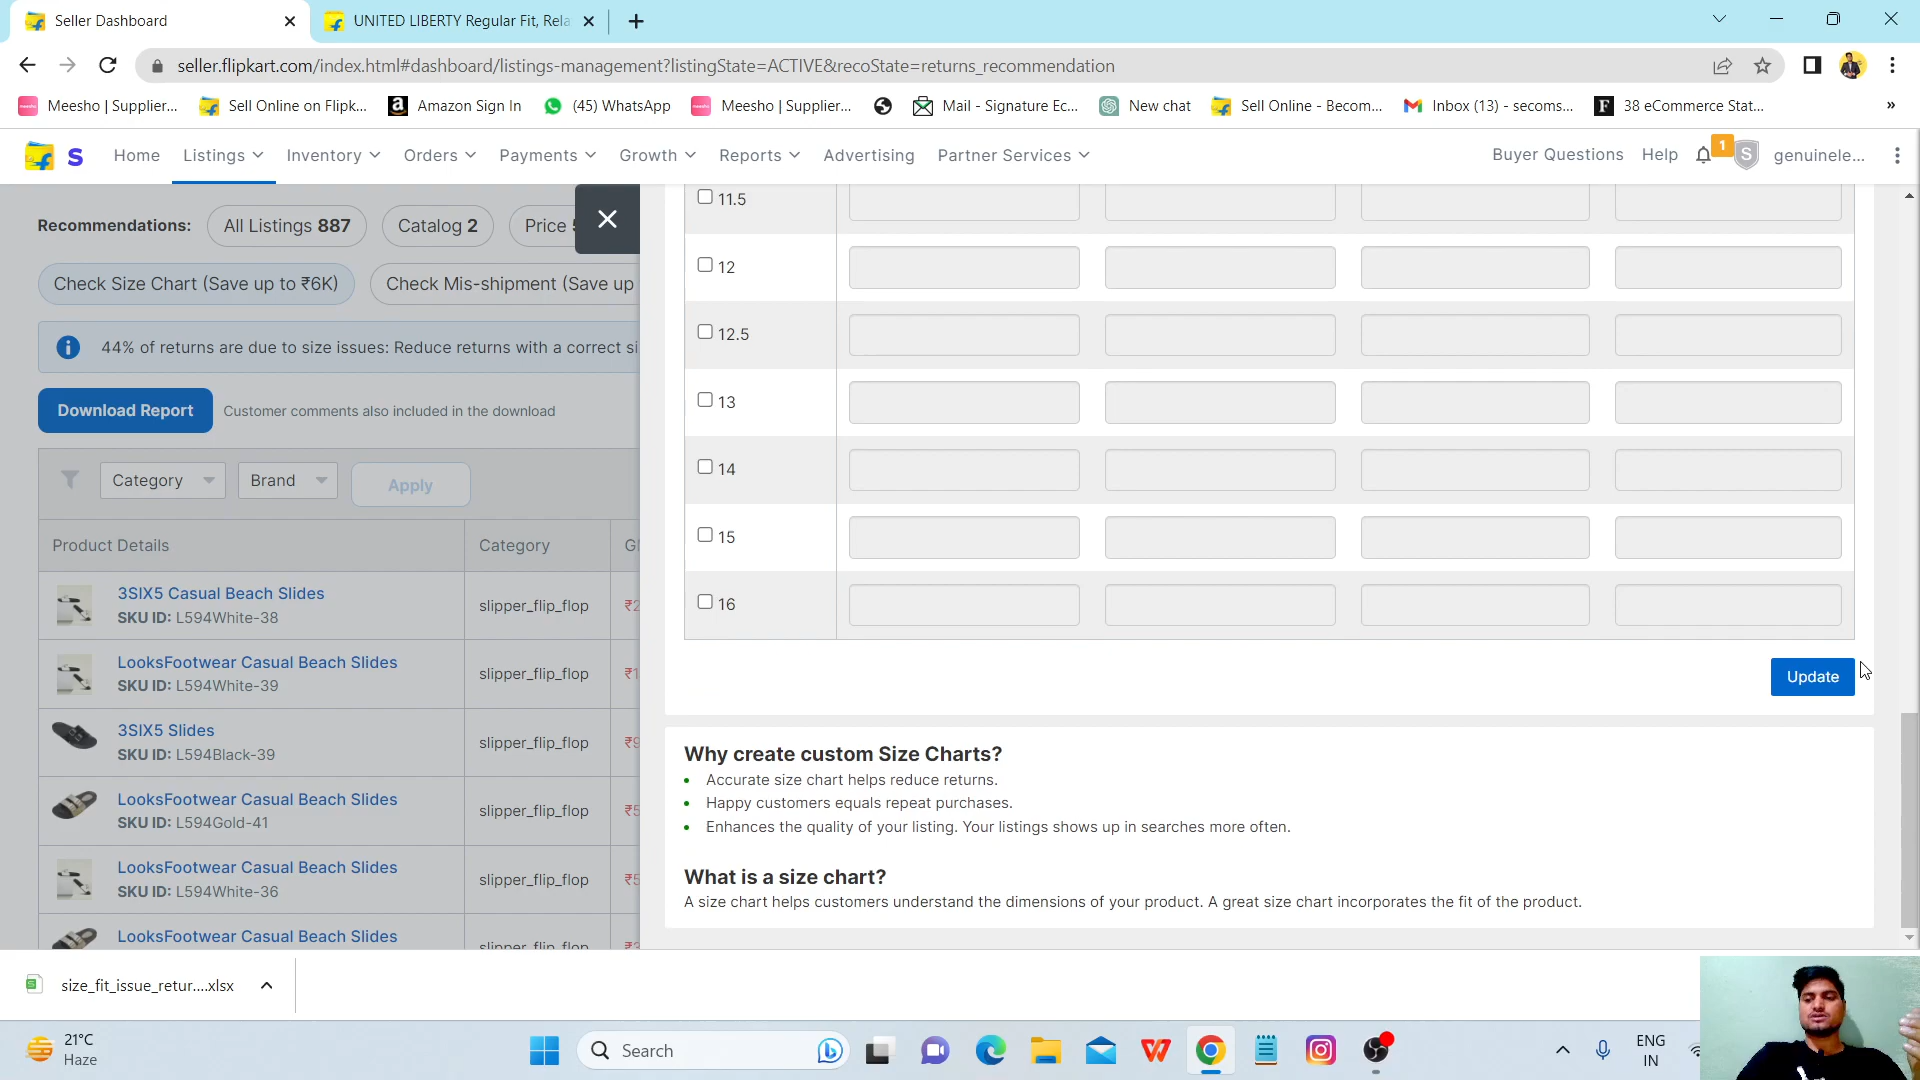 Seller Dashboard
UNITED LIBERTY Regular Fit, Rela
seller.flipkart.com/index.html#dashboard/listings-management?listingState=ACTIVE&recoState=returns_recommendation
Meesho | Supplier...
Sell Online on Flipk...
Amazon Sign In
(45) WhatsApp
Meesho | Supplier...
Mail - Signature Ec...
New chat
Sell Online - Becom...
Inbox (13) - secoms...
38 eCommerce Stat...
»
S
Home
Listings
Inventory
Orders
Payments
Growth
Reports
Advertising
Partner Services
Buyer Questions
Help
1
S
genuinele...
Recommendations:
All Listings 887
Catalog 2
Price
Check Size Chart (Save up to ₹6K)
Check Mis-shipment (Save up
44% of returns are due to size issues: Reduce returns with a correct si
Download Report
Customer comments also included in the download
Category
Brand
Apply
Product Details
Category
3SIX5 Casual Beach Slides
SKU ID: L594White-38
slipper_flip_flop
₹2
LooksFootwear Casual Beach Slides
SKU ID: L594White-39
slipper_flip_flop
₹1
3SIX5 Slides
SKU ID: L594Black-39
slipper_flip_flop
₹9
LooksFootwear Casual Beach Slides
SKU ID: L594Gold-41
slipper_flip_flop
₹5
LooksFootwear Casual Beach Slides
SKU ID: L594White-36
slipper_flip_flop
₹5
LooksFootwear Casual Beach Slides
slipper_flip_flop
11.5
12
12.5
13
14
15
16
Update
Why create custom Size Charts?
Accurate size chart helps reduce returns.
Happy customers equals repeat purchases.
Enhances the quality of your listing. Your listings shows up in searches more often.
What is a size chart?
A size chart helps customers understand the dimensions of your product. A great size chart incorporates the fit of the product.
size_fit_issue_retur....xlsx
21°C
Haze
Search
ENG
IN